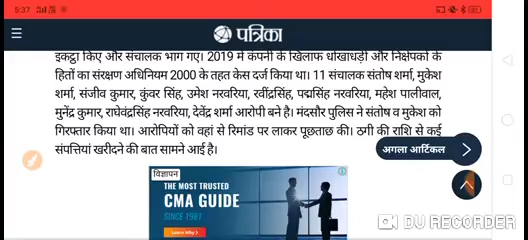 5:37
पत्रिका
इकट्ठा किए और संचालक भाग गए। 2019 में कंपनी के खिलाफ धोखाधड़ी और निक्षेपकों के
हितों का संरक्षण अधिनियम 2000 के तहत केस दर्ज किया था। 11 संचालक संतोष शर्मा, मुकेश
शर्मा, संजीव कुमार, कुंवर सिंह, उमेश नरवरिया, रवींद्रसिंह, पद्मसिंह नरवरिया, महेश पालीवाल,
मुनेंद्र कुमार, राघेवंद्रसिंह नरवरिया, देवेंद्र शर्मा आरोपी बने है। मंदसौर पुलिस ने संतोष व मुकेश को
गिरफ्तार किया था। आरोपियों को वहां से रिमांड पर लाकर पूछताछ की। ठगी की राशि से कई
संपत्तियां खरीदने की बात सामने आई है।
अगला आर्टिकल
विज्ञापन
THE MOST TRUSTED
CMA GUIDE
SINCE 1981
Learn More
DU RECORDER